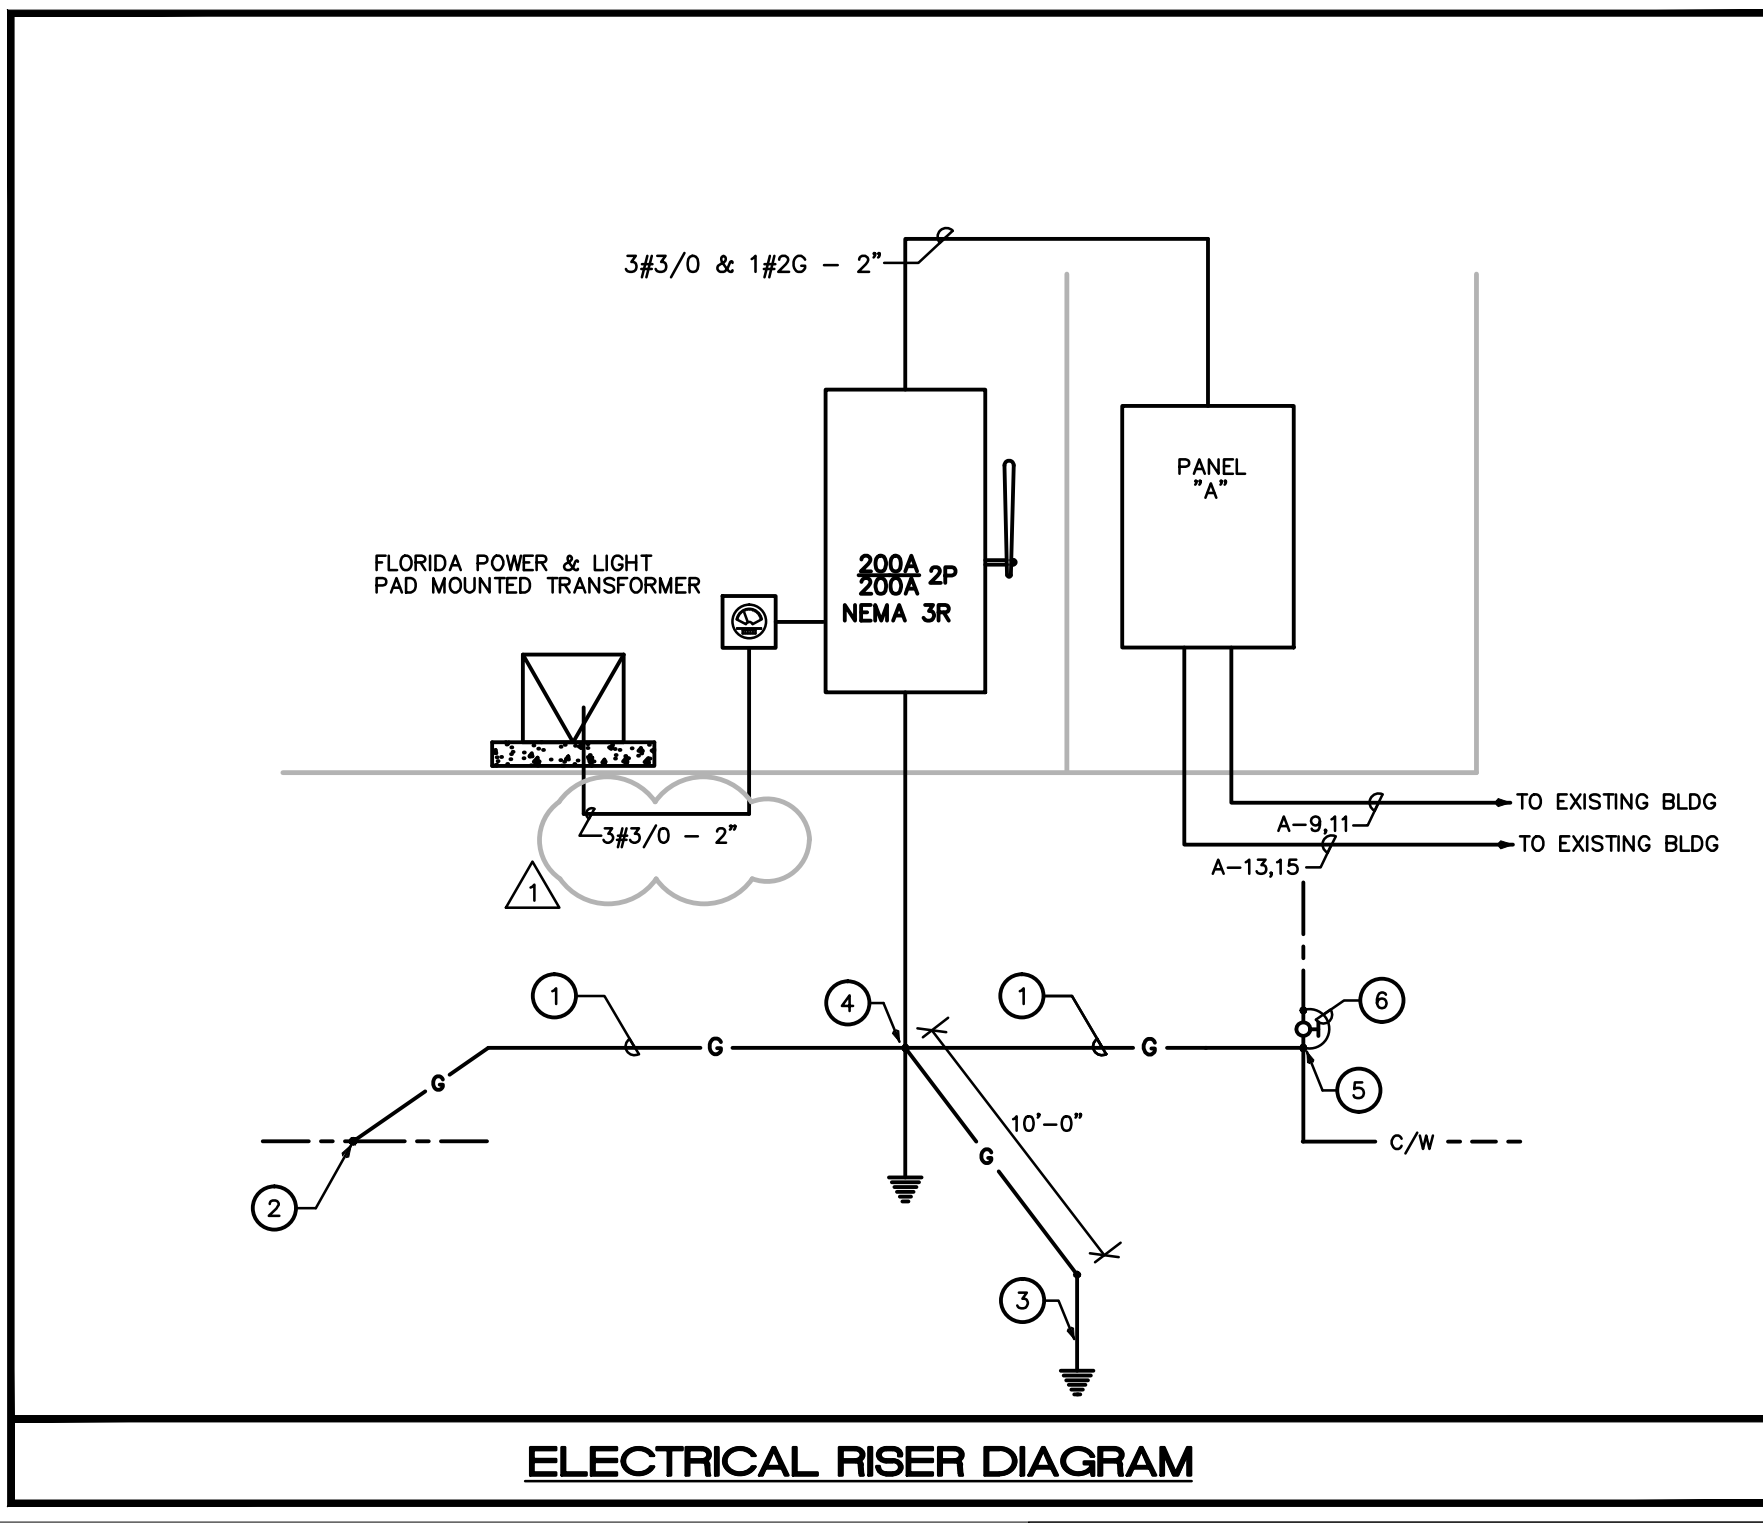 3#3/0 & 1#2G - 2"
PANEL
"A"
FLORIDA POWER & LIGHT
PAD MOUNTED TRANSFORMER
200A
200A
2P
NEMA 3R
TO EXISTING BLDG
A-9,11
3#3/0 - 2"
TO EXISTING BLDG
A-13,15
1
1
4
1
6
G
G
G
5
10'-0"
C/W
G
2
3
ELECTRICAL RISER DIAGRAM